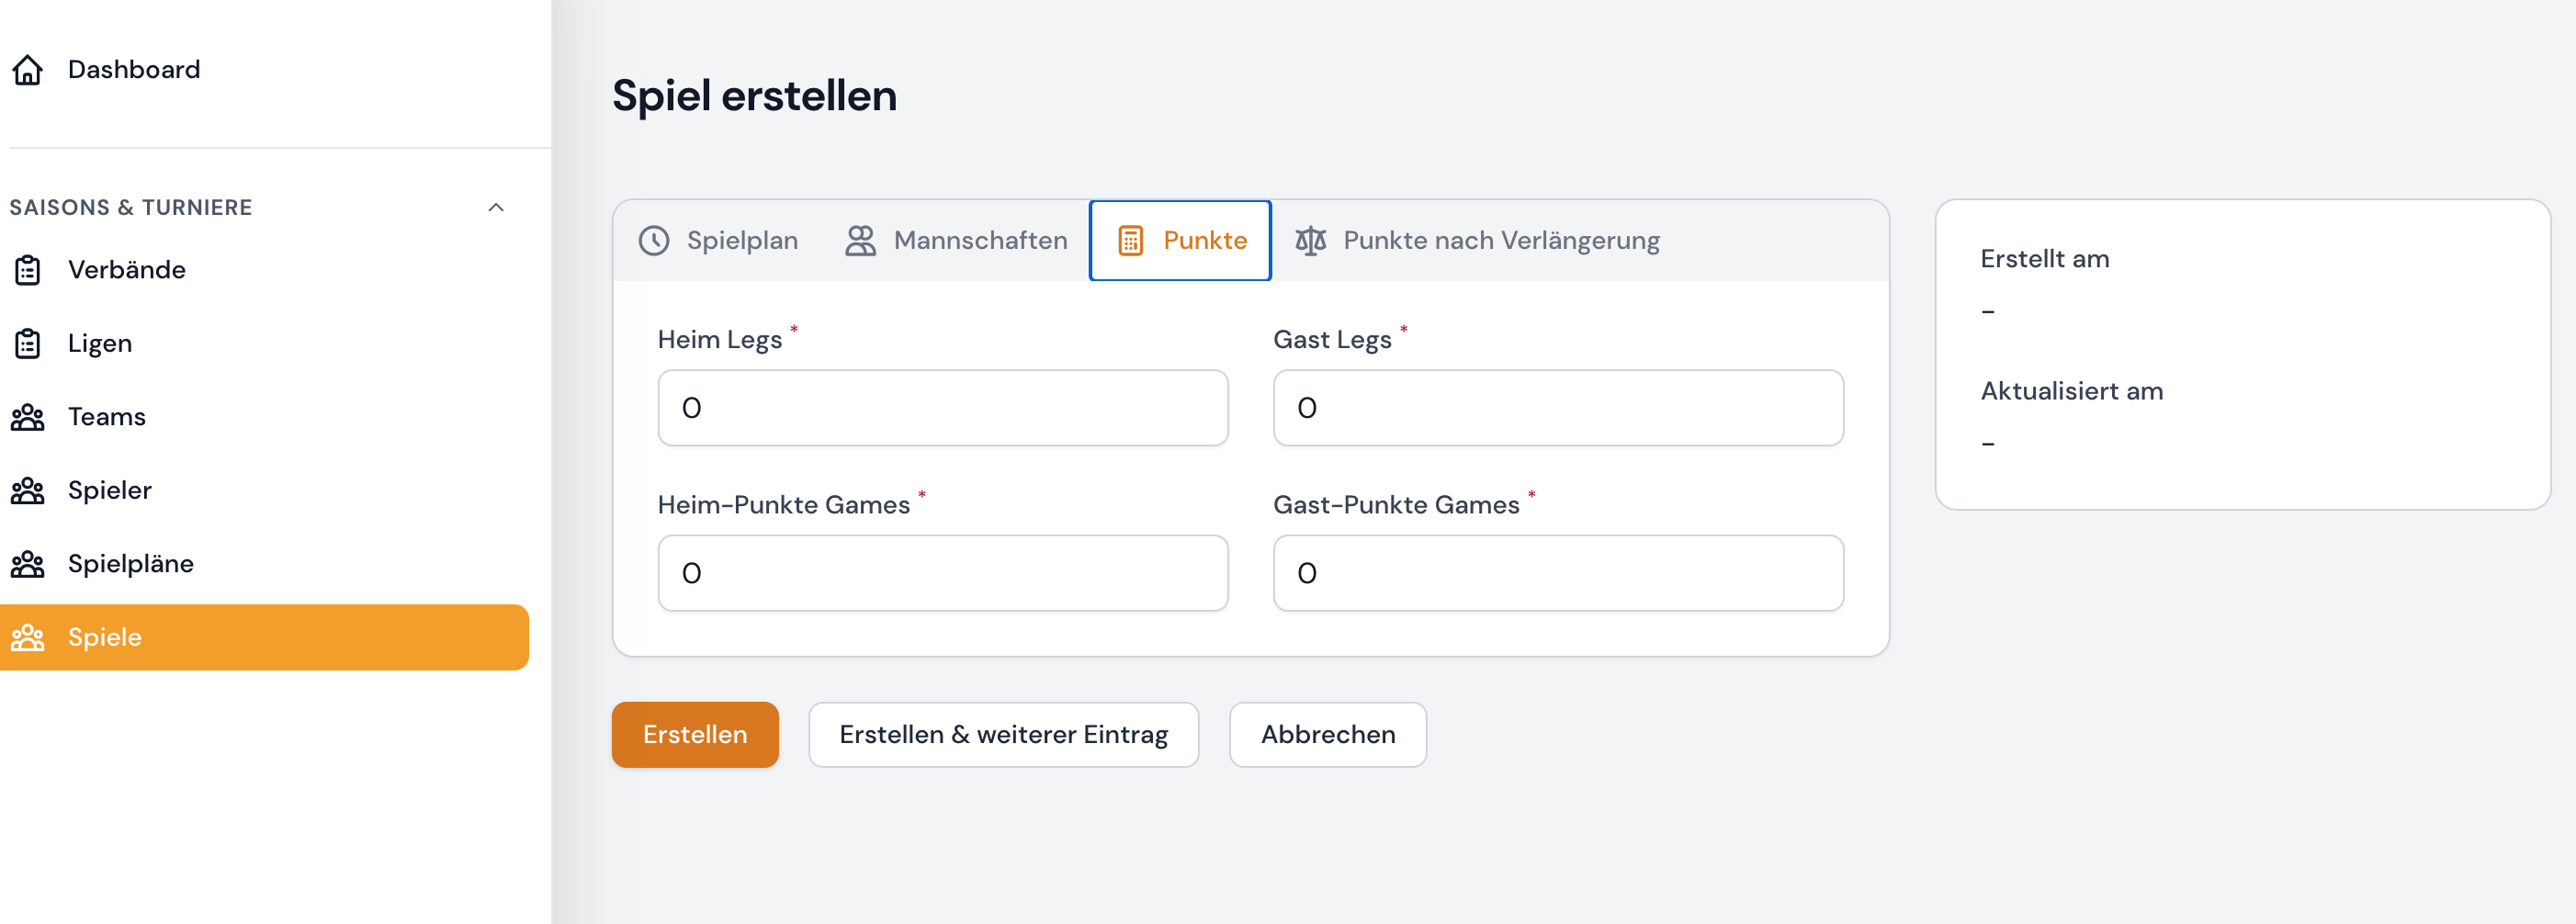 Dashboard
SAISONS & TURNIERE
Verbände
Ligen
Teams
Spieler
Spielpläne
Spiele
Spiel erstellen
Spielplan
Mannschaften
Punkte
Punkte nach Verlängerung
Heim Legs *
Gast Legs *
0
0
Heim-Punkte Games *
Gast-Punkte Games *
0
0
Erstellen
Erstellen & weiterer Eintrag
Abbrechen
Erstellt am
-
Aktualisiert am
-